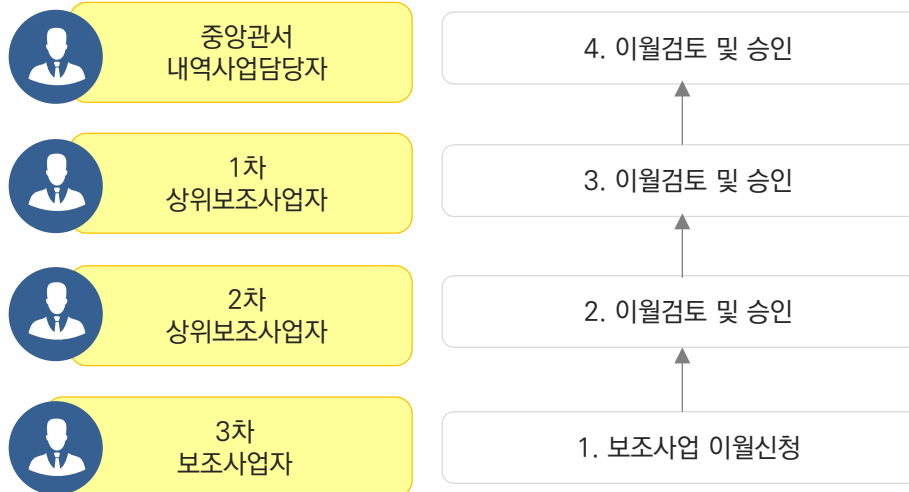 중앙관서
내역사업담당자
4. 이월검토 및 승인
1차
상위보조사업자
3. 이월검토 및 승인
2차
상위보조사업자
2. 이월검토 및 승인
3차
보조사업자
1. 보조사업 이월신청